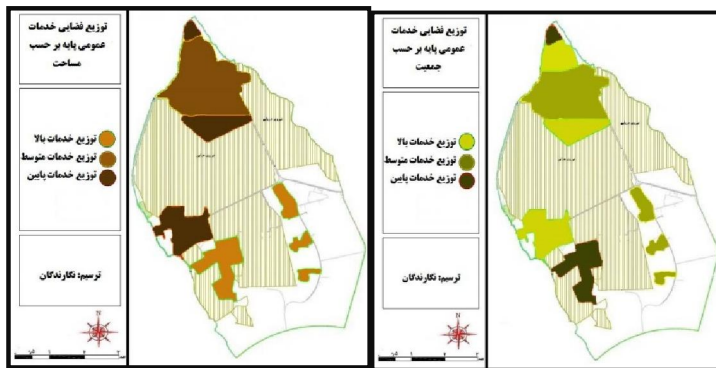 توزیع فضایی خدمات
عمومی پایه بر حسب
مساحت
توزیع خدمات بالا
توزیع خدمات متوسط
توزیع خدمات پایین
ترسیم: نگارندگان
N
توزیع فضایی خدمات
عمومی پایه بر حسب
جمعیت
توزیع خدمات بالا
توزیع خدمات متوسط
توزیع خدمات پایین
ترسیم: نگارندگان
N